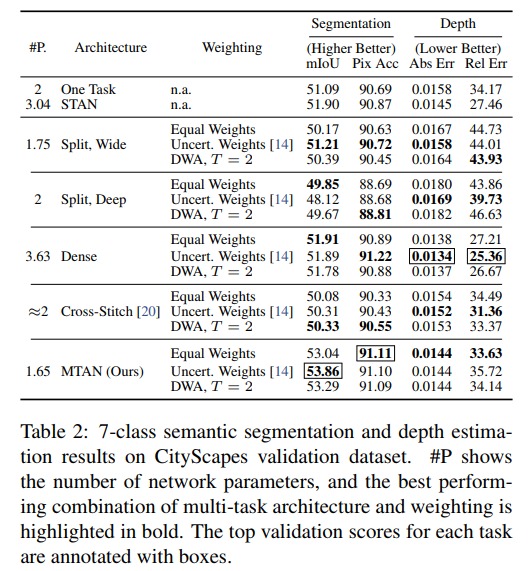 Segmentation Depth
#P. Architecture Weighting (Higher Better) (Lower Better)
mIoU Pix Acc Abs Err Rel Err
2 One Task n.a. 51.09 90.69 0.0158 34.17
3.04 STAN n.a. 51.90 90.87 0.0145 27.46
Equal Weights 50.17 90.63 0.0167 44.73
1.75 Split, Wide Uncert. Weights [14] 51.21 90.72 0.0158 44.01
DWA, T = 2 50.39 90.45 0.0164 43.93
Equal Weights 49.85 88.69 0.0180 43.86
2 Split, Deep Uncert. Weights [14] 48.12 88.68 0.0169 39.73
DWA, T = 2 49.67 88.81 0.0182 46.63
Equal Weights 51.91 90.89 0.0138 27.21
3.63 Dense Uncert. Weights [14] 51.89 91.22 0.0134 25.36
DWA, T = 2 51.78 90.88 0.0137 26.67
Equal Weights 50.08 90.33 0.0154 34.49
≈2 Cross-Stitch [20] Uncert. Weights [14] 50.31 90.43 0.0152 31.36
DWA, T = 2 50.33 90.55 0.0153 33.37
Equal Weights 53.04 91.11 0.0144 33.63
1.65 MTAN (Ours) Uncert. Weights [14] 53.86 91.10 0.0144 35.72
DWA, T = 2 53.29 91.09 0.0144 34.14
Table 2: 7-class semantic segmentation and depth estima-
tion results on CityScapes validation dataset. #P shows
the number of network parameters, and the best perform-
ing combination of multi-task architecture and weighting is
highlighted in bold. The top validation scores for each task
are annotated with boxes.